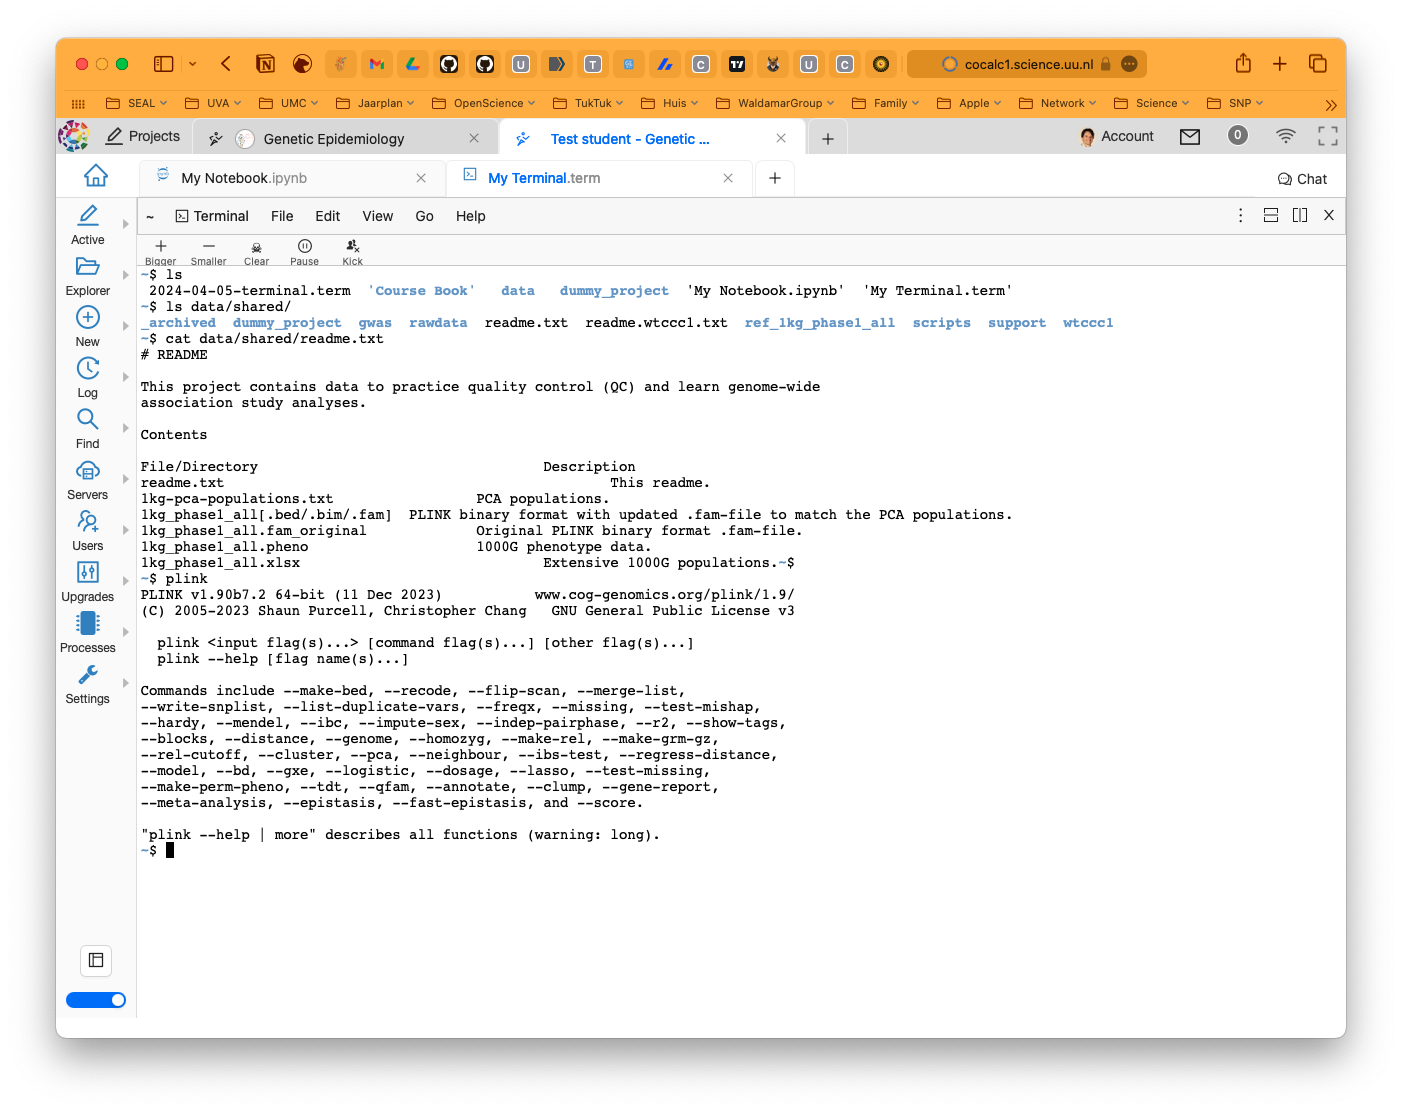 cocalc1.science.uu.nl
SEAL UVA UMC Jaarplan OpenScience TukTuk Huis WaldamarGroup Family Apple Network Science SNP
Projects Genetic Epidemiology Test student - Genetic ... Account 0
My Notebook.ipynb My Terminal.term Chat
~ Terminal File Edit View Go Help
Bigger Smaller Clear Pause Kick
Active
Explorer
New
Log
Find
Servers
Users
Upgrades
Processes
Settings
~$ ls
2024-04-05-terminal.term 'Course Book' data dummy_project 'My Notebook.ipynb' 'My Terminal.term'
~$ ls data/shared/
_archived dummy_project gwas rawdata readme.txt readme.wtccc1.txt ref_1kg_phase1_all scripts support wtccc1
~$ cat data/shared/readme.txt
# README
This project contains data to practice quality control (QC) and learn genome-wide
association study analyses.
Contents
File/Directory Description
readme.txt This readme.
1kg-pca-populations.txt PCA populations.
1kg_phase1_all[.bed/.bim/.fam] PLINK binary format with updated .fam-file to match the PCA populations.
1kg_phase1_all.fam_original Original PLINK binary format .fam-file.
1kg_phase1_all.pheno 1000G phenotype data.
1kg_phase1_all.xlsx Extensive 1000G populations.~$
~$ plink
PLINK v1.90b7.2 64-bit (11 Dec 2023) www.cog-genomics.org/plink/1.9/
(C) 2005-2023 Shaun Purcell, Christopher Chang GNU General Public License v3
plink <input flag(s)...> [command flag(s)...] [other flag(s)...]
plink --help [flag name(s)...]
Commands include --make-bed, --recode, --flip-scan, --merge-list,
--write-snplist, --list-duplicate-vars, --freqx, --missing, --test-mishap,
--hardy, --mendel, --ibc, --impute-sex, --indep-pairphase, --r2, --show-tags,
--blocks, --distance, --genome, --homozyg, --make-rel, --make-grm-gz,
--rel-cutoff, --cluster, --pca, --neighbour, --ibs-test, --regress-distance,
--model, --bd, --gxe, --logistic, --dosage, --lasso, --test-missing,
--make-perm-pheno, --tdt, --qfam, --annotate, --clump, --gene-report,
--meta-analysis, --epistasis, --fast-epistasis, and --score.
"plink --help | more" describes all functions (warning: long).
~$